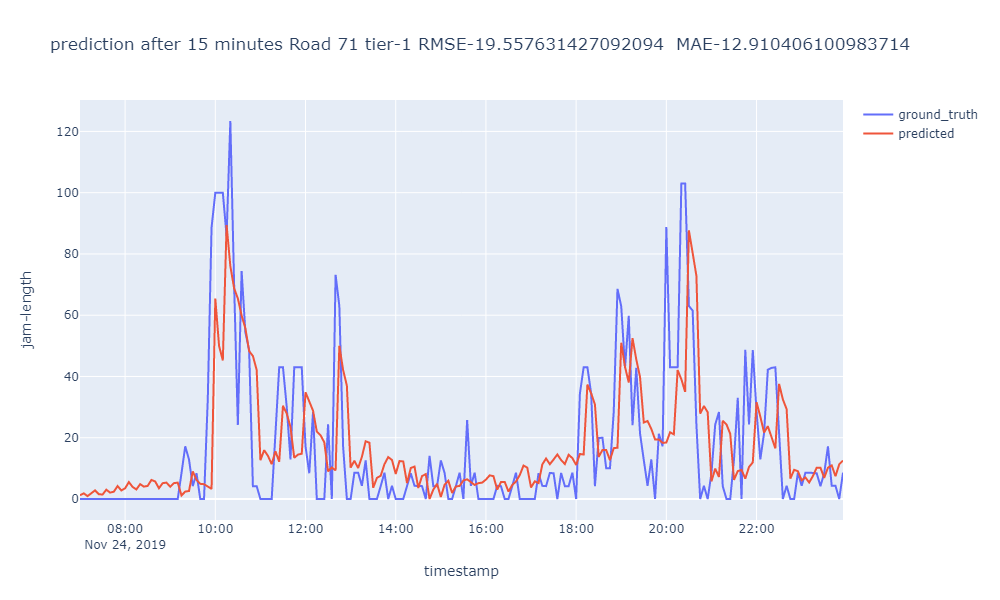 prediction after 15 minutes Road 71 tier-1 RMSE-19.557631427092094  MAE-12.910406100983714
ground_truth
predicted
120
100
80
60
40
20
0
jam-length
08:00 10:00 12:00 14:00 16:00 18:00 20:00 22:00
Nov 24, 2019
timestamp